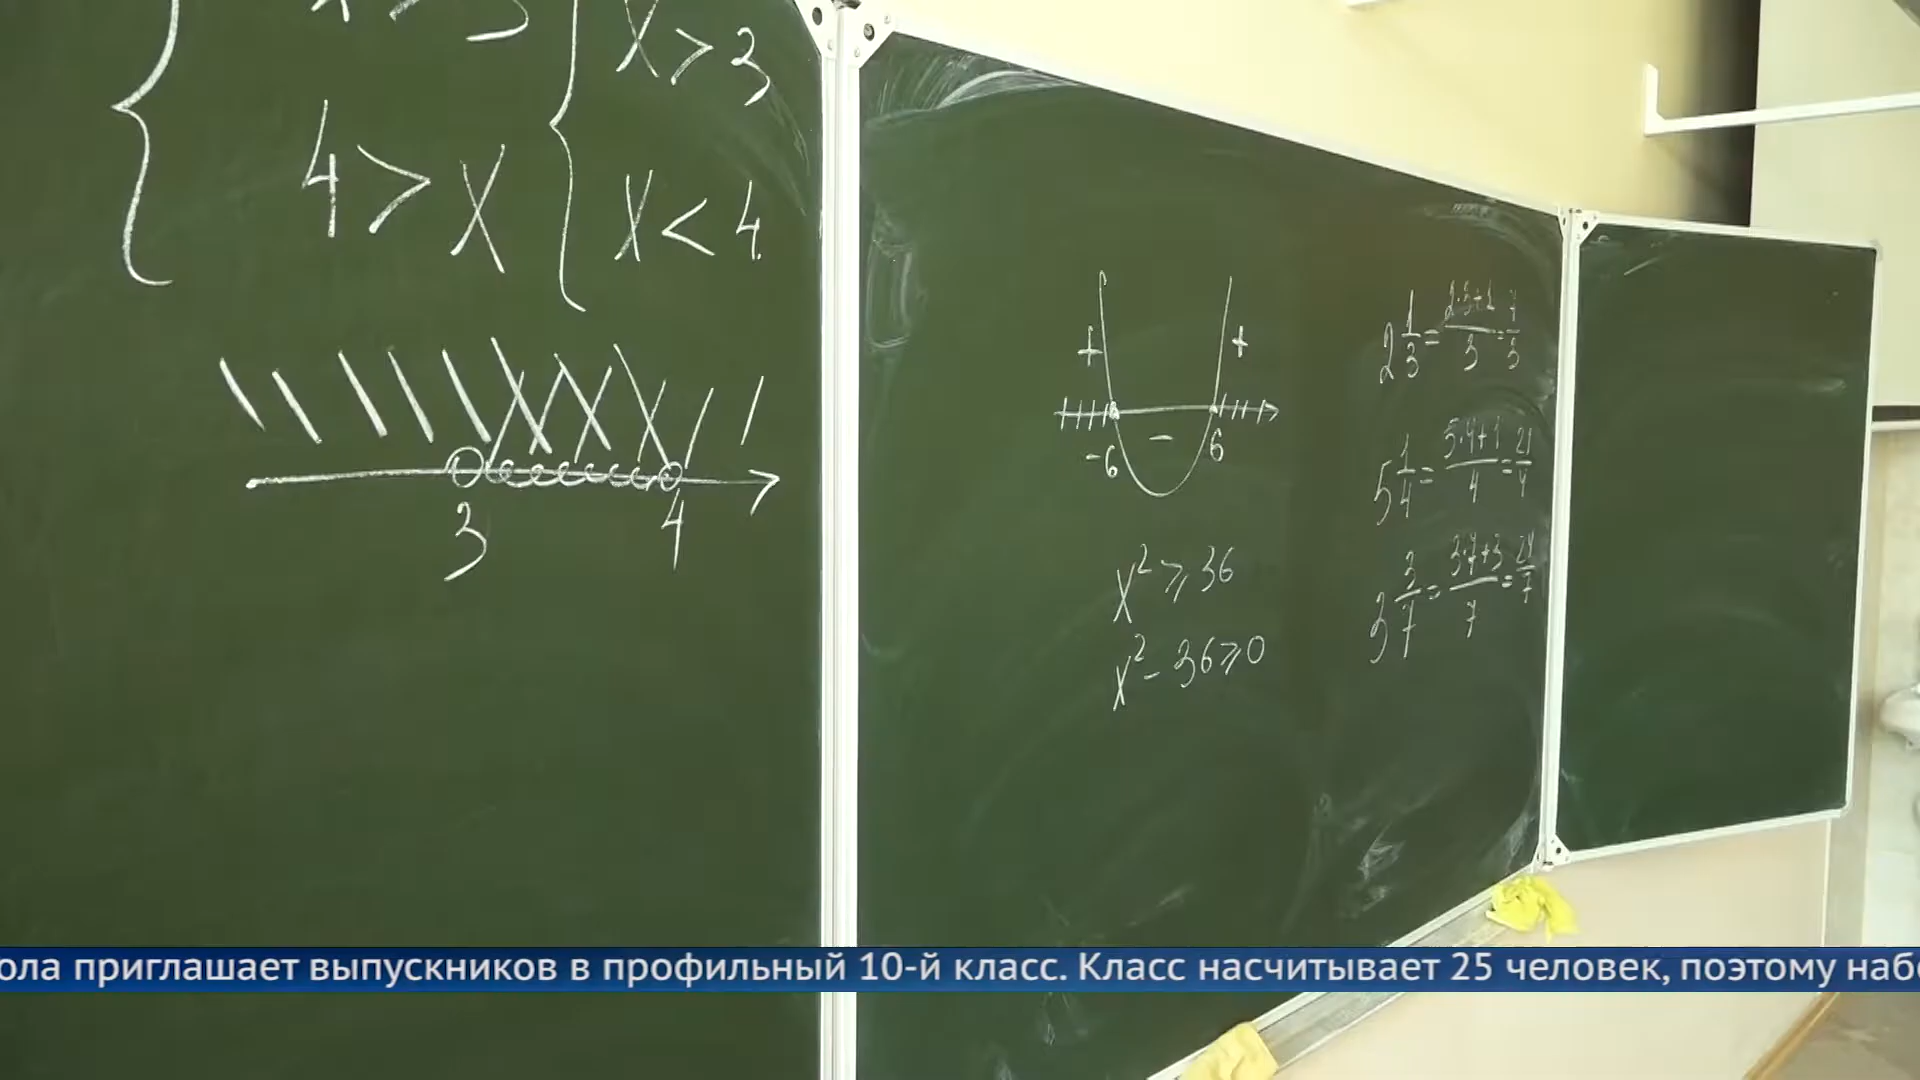 x > 3
4 > x
x > 3
x < 4
3 4
+ +
-6 - 6
x² ⩾ 36
x² - 36 ⩾ 0
2 1/3 = (2·3+1)/3 = 7/3
5 1/4 = (5·4+1)/4 = 21/4
3 3/7 = (3·7+3)/7 = 24/7
приглашает выпускников в профильный 10-й класс. Класс насчитывает 25 человек, поэтому